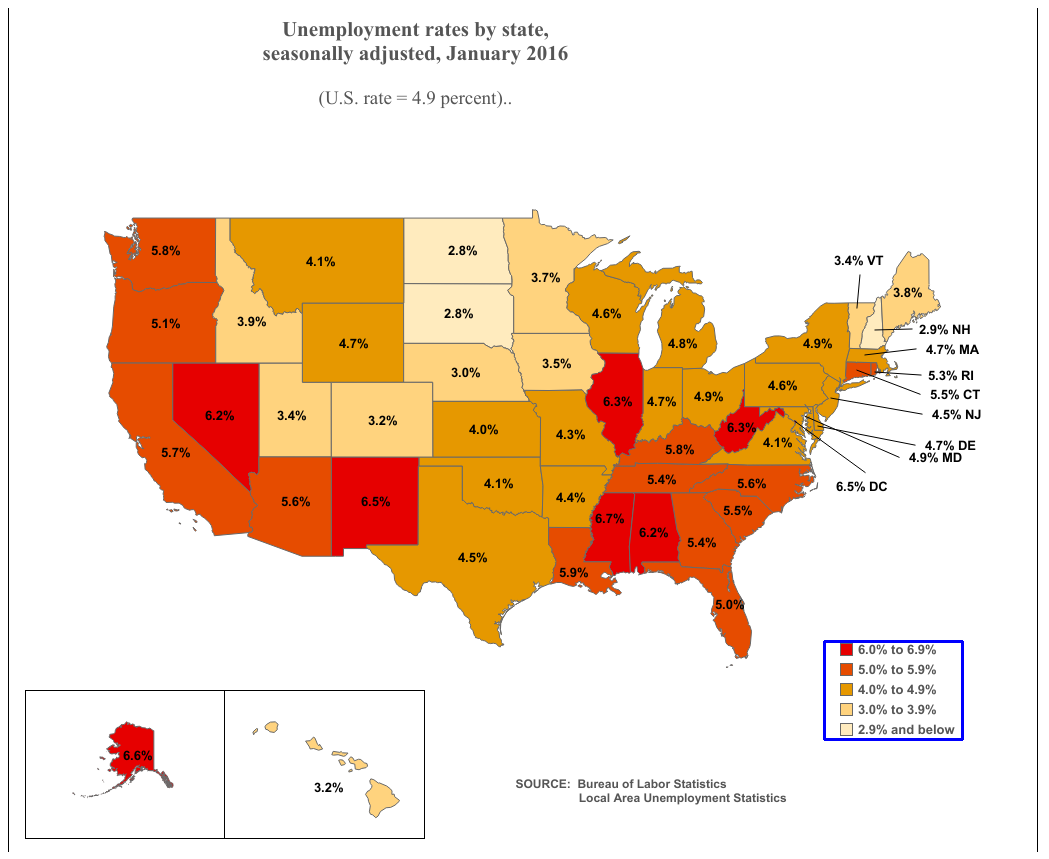 Unemployment rates by state,
seasonally adjusted, January 2016
(U.S. rate = 4.9 percent)..
5.8%
4.1%
2.8%
3.7%
3.4% VT
3.8%
5.1%
3.9%
4.7%
2.8%
4.6%
4.8%
4.9%
2.9% NH
4.7% MA
5.3% RI
5.5% CT
4.5% NJ
4.7% DE
4.9% MD
6.5% DC
6.2%
3.4%
3.2%
3.0%
3.5%
6.3%
4.7%
4.9%
4.6%
5.7%
4.0%
4.3%
5.8%
6.3%
4.1%
5.6%
6.5%
4.1%
4.4%
5.4%
5.6%
5.5%
4.5%
5.9%
6.7%
6.2%
5.4%
5.0%
6.0% to 6.9%
5.0% to 5.9%
4.0% to 4.9%
3.0% to 3.9%
2.9% and below
6.6%
3.2%
SOURCE: Bureau of Labor Statistics
Local Area Unemployment Statistics